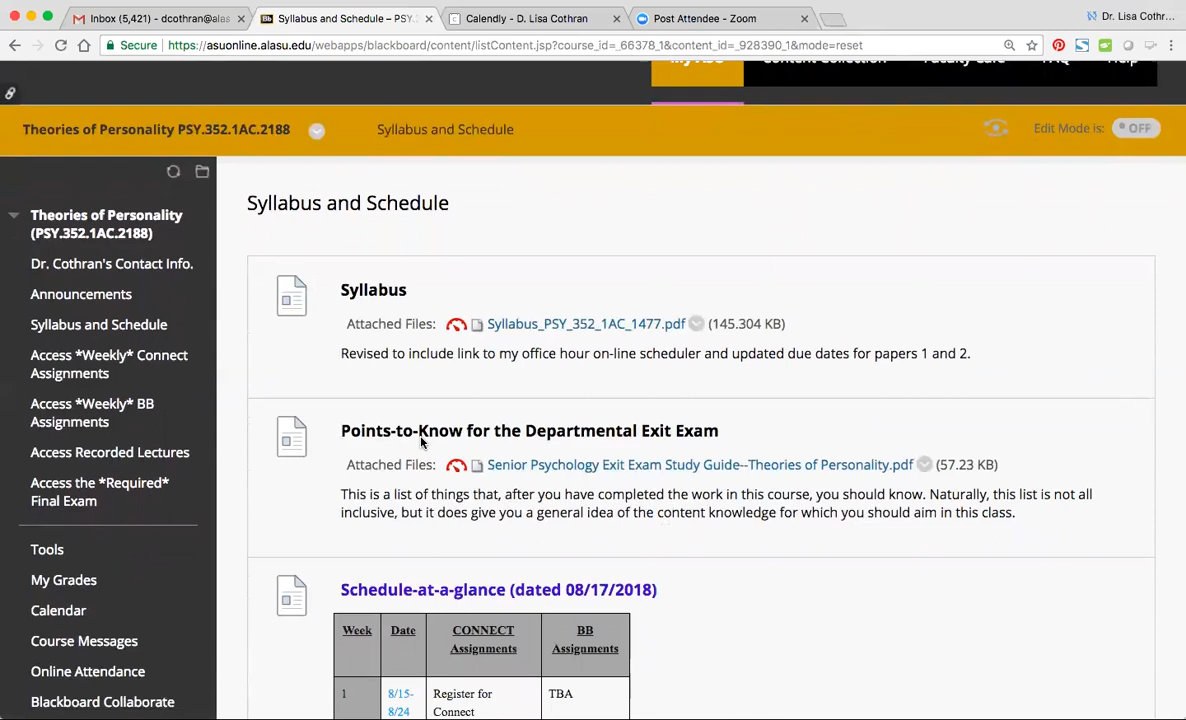 Inbox (5,421) - dcothran@alas
Syllabus and Schedule – PSY.
Calendly - D. Lisa Cothran
Post Attendee - Zoom
Dr. Lisa Cothr...
Secure
https://asuonline.alasu.edu/webapps/blackboard/content/listContent.jsp?course_id=_66378_1&content_id=_928390_1&mode=reset
Theories of Personality PSY.352.1AC.2188
Syllabus and Schedule
Edit Mode is:
OFF
Theories of Personality
(PSY.352.1AC.2188)
Dr. Cothran's Contact Info.
Announcements
Syllabus and Schedule
Access *Weekly* Connect
Assignments
Access *Weekly* BB
Assignments
Access Recorded Lectures
Access the *Required*
Final Exam
Tools
My Grades
Calendar
Course Messages
Online Attendance
Blackboard Collaborate
Syllabus and Schedule
Syllabus
Attached Files: Syllabus_PSY_352_1AC_1477.pdf (145.304 KB)
Revised to include link to my office hour on-line scheduler and updated due dates for papers 1 and 2.
Points-to-Know for the Departmental Exit Exam
Attached Files: Senior Psychology Exit Exam Study Guide--Theories of Personality.pdf (57.23 KB)
This is a list of things that, after you have completed the work in this course, you should know. Naturally, this list is not all
inclusive, but it does give you a general idea of the content knowledge for which you should aim in this class.
Schedule-at-a-glance (dated 08/17/2018)
Week Date CONNECT Assignments BB Assignments
1 8/15- Register for TBA
8/24 Connect